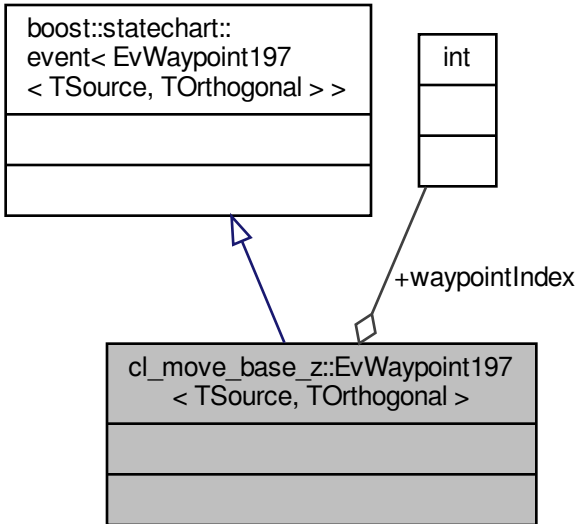 boost::statechart::
event< EvWaypoint197
< TSource, TOrthogonal > >
int
+waypointIndex
cl_move_base_z::EvWaypoint197
< TSource, TOrthogonal >